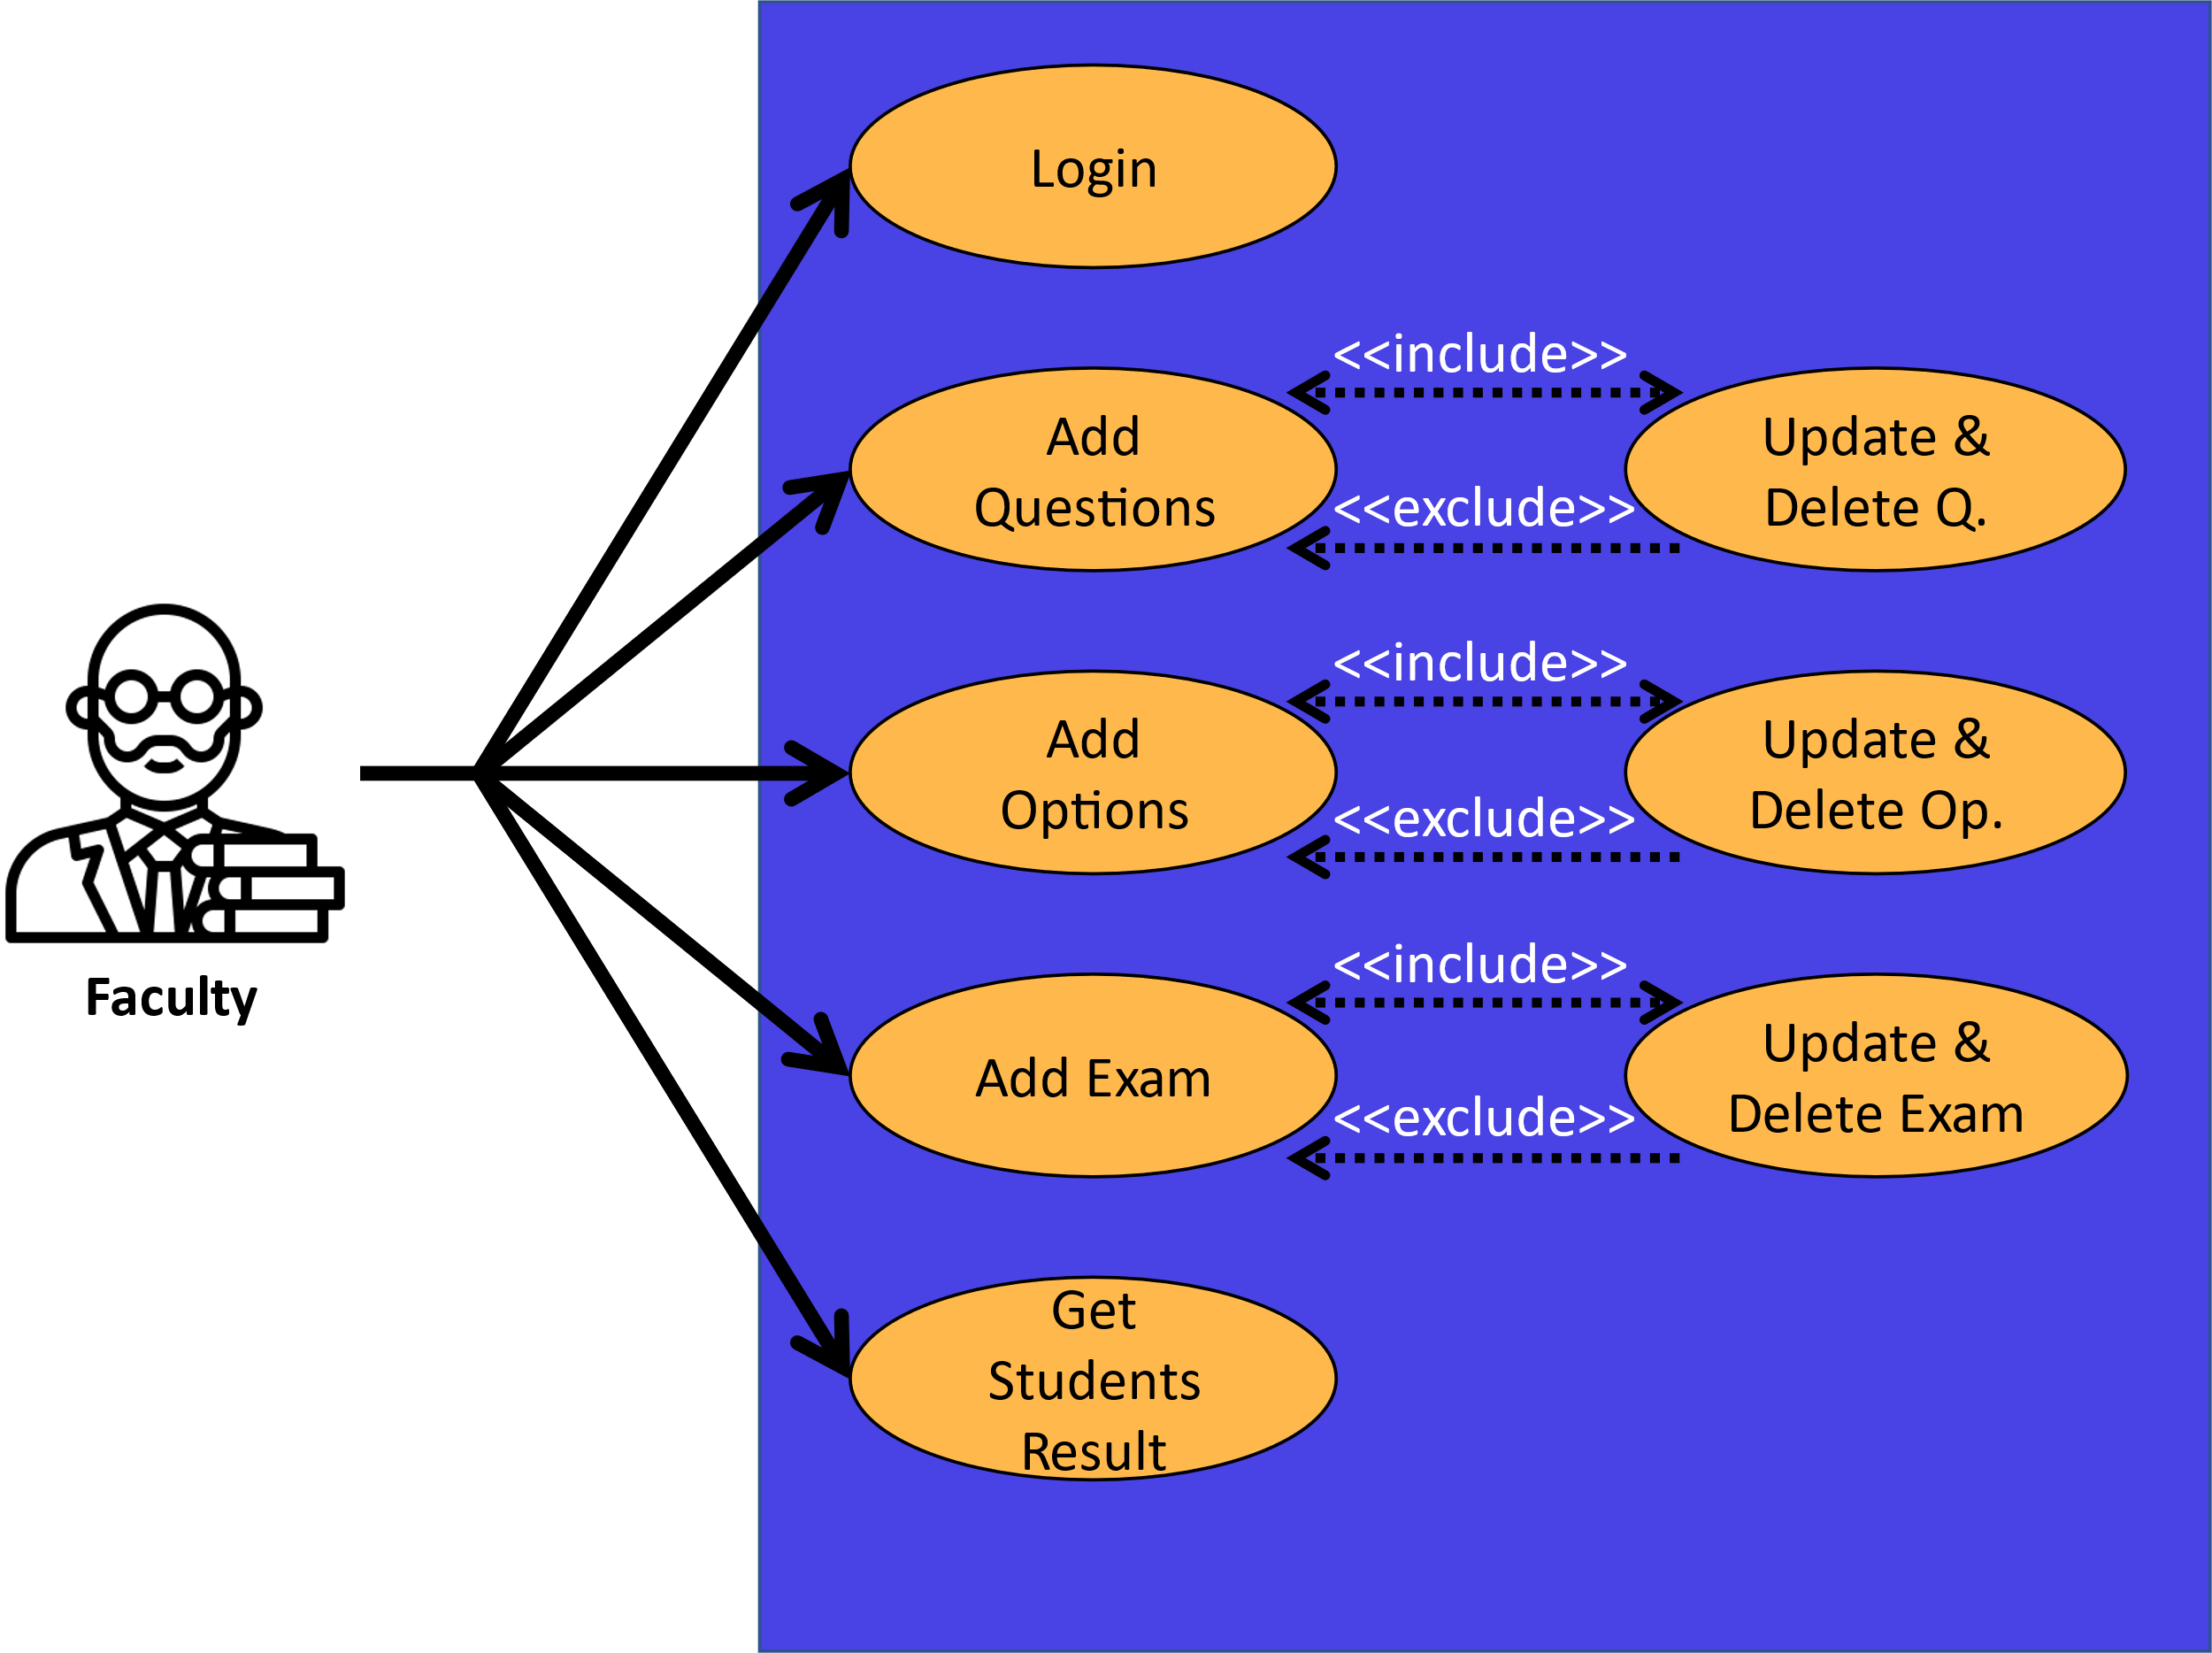 Login
<<include>>
Add
Questions
Update &
Delete Q.
<<exclude>>
<<include>>
Add
Options
Update &
Delete Op.
<<exclude>>
Faculty
<<include>>
Add Exam
Update &
Delete Exam
<<exclude>>
Get
Students
Result